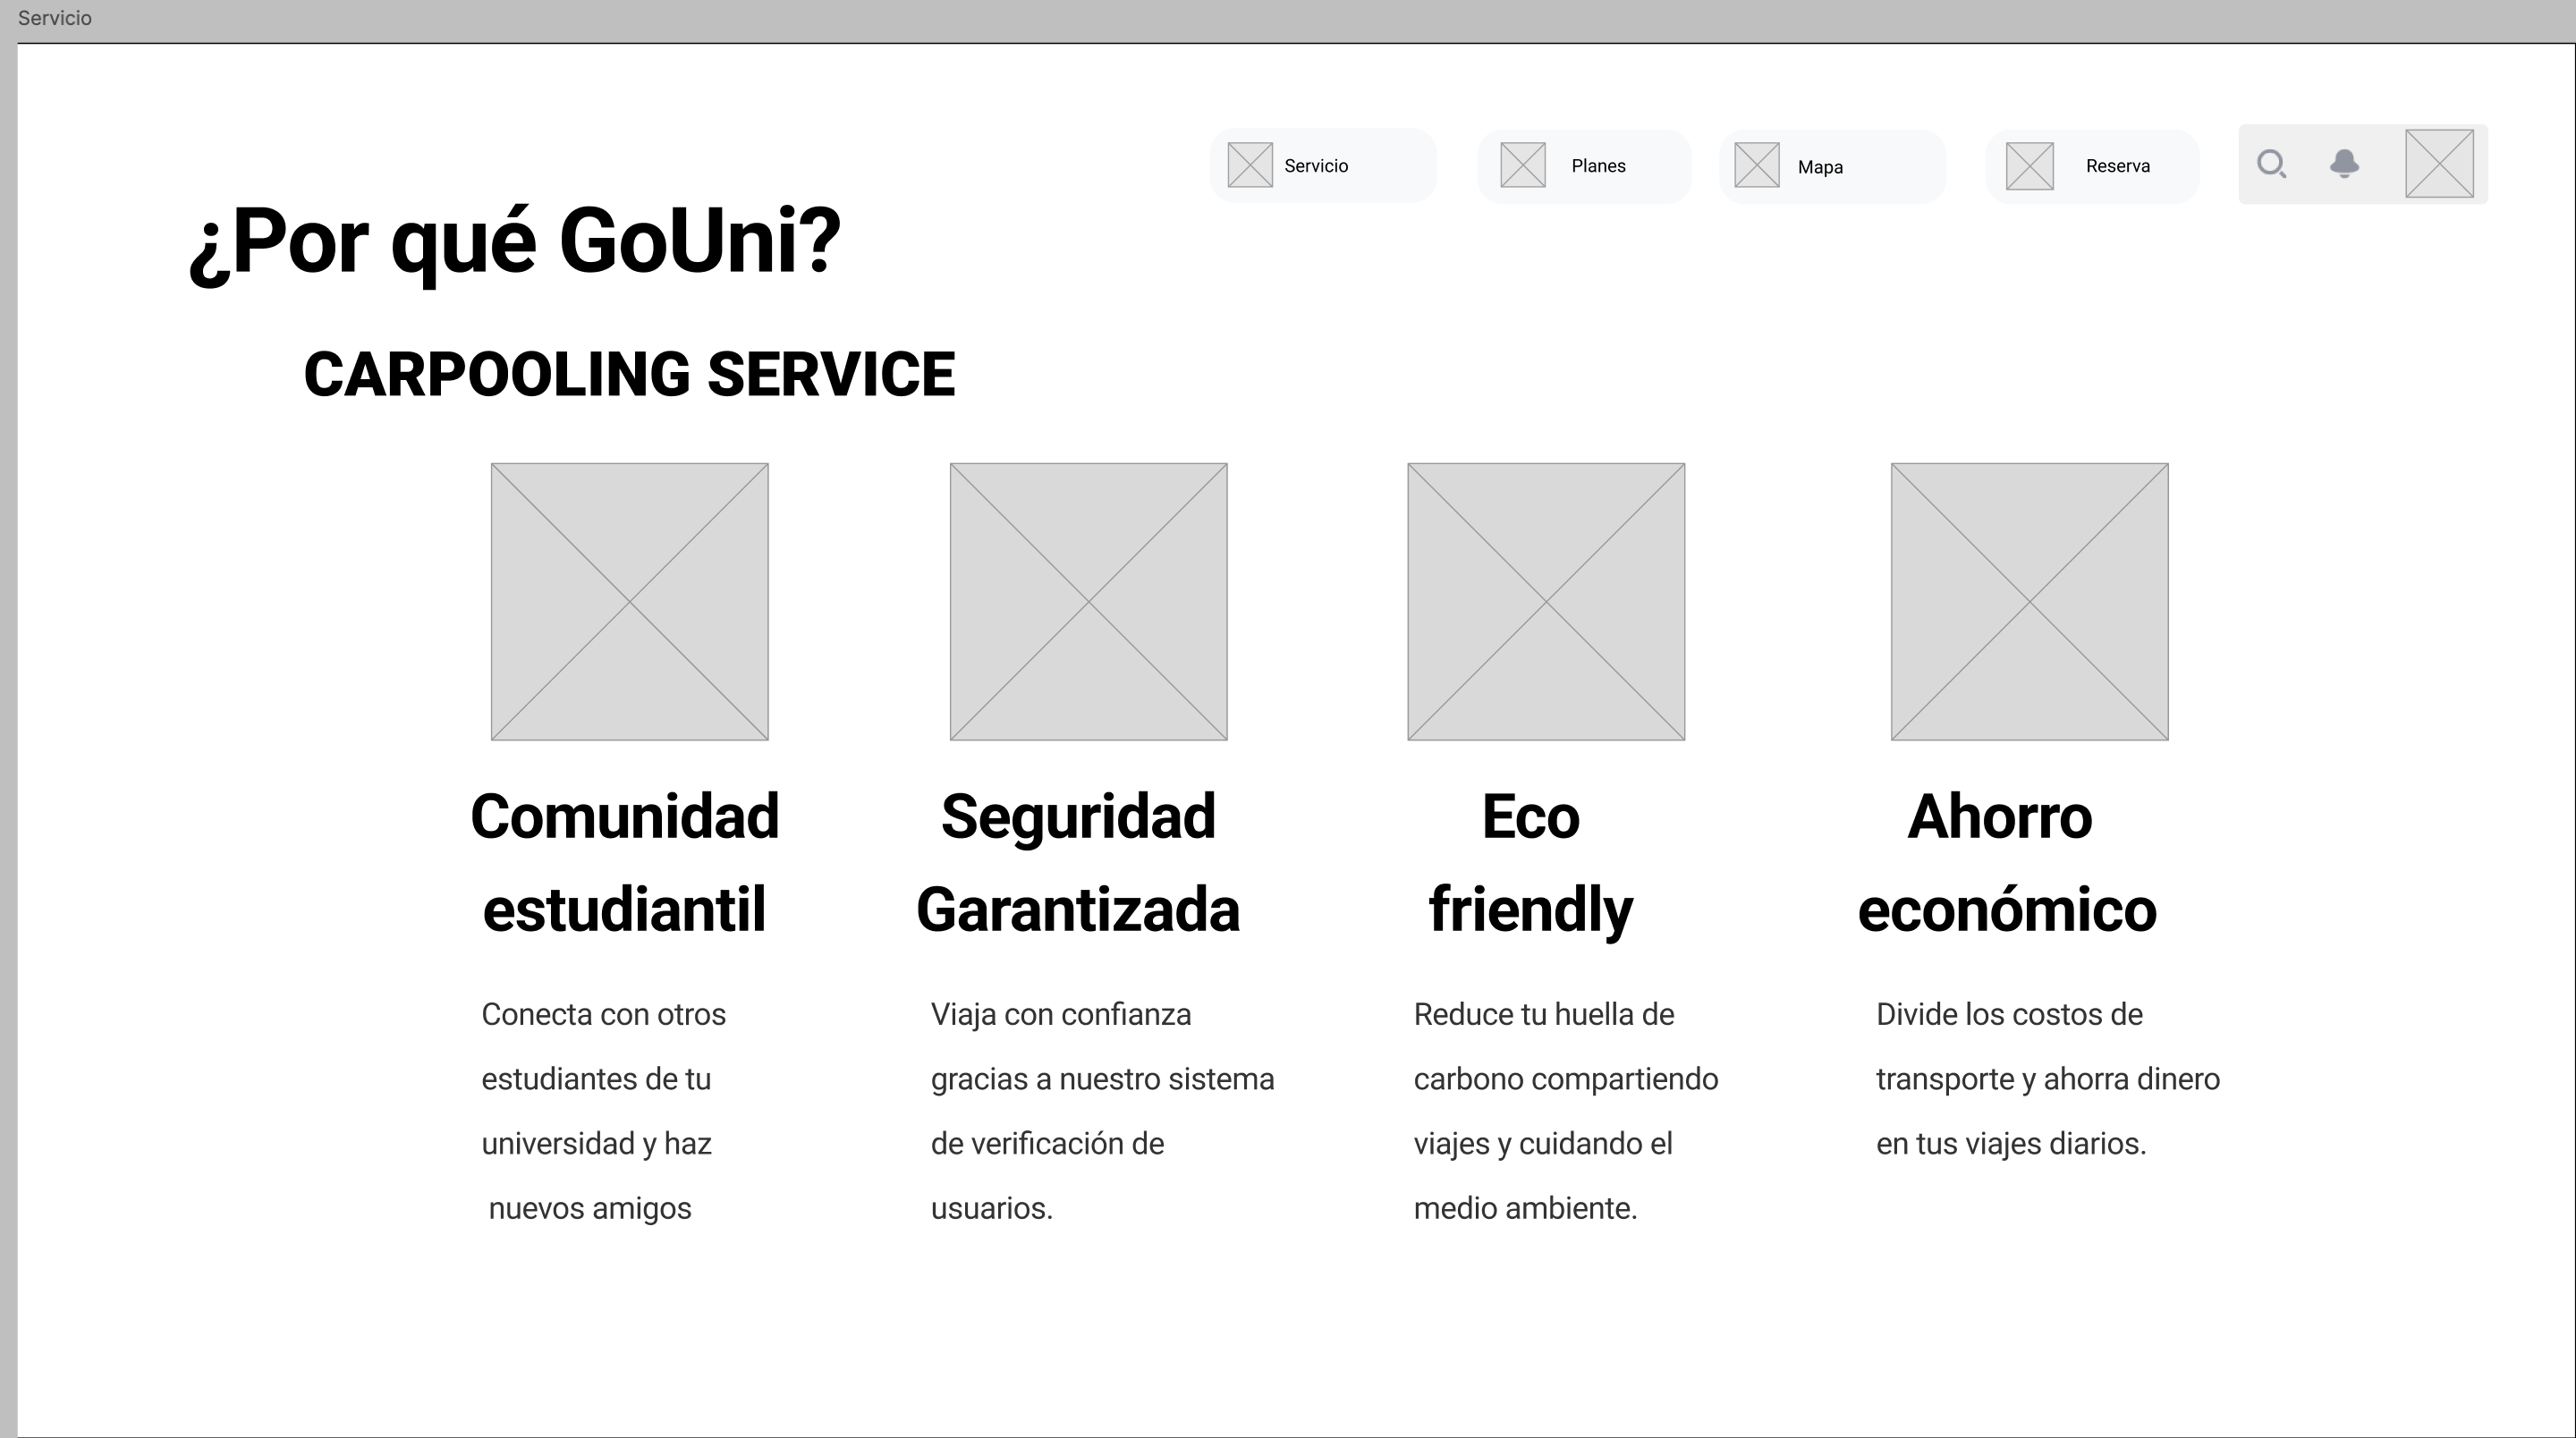 Servicio
Servicio
Planes
Mapa
Reserva
¿Por qué GoUni?
CARPOOLING SERVICE
Comunidad
estudiantil
Conecta con otros
estudiantes de tu
universidad y haz
nuevos amigos
Seguridad
Garantizada
Viaja con confianza
gracias a nuestro sistema
de verificación de
usuarios.
Eco
friendly
Reduce tu huella de
carbono compartiendo
viajes y cuidando el
medio ambiente.
Ahorro
económico
Divide los costos de
transporte y ahorra dinero
en tus viajes diarios.